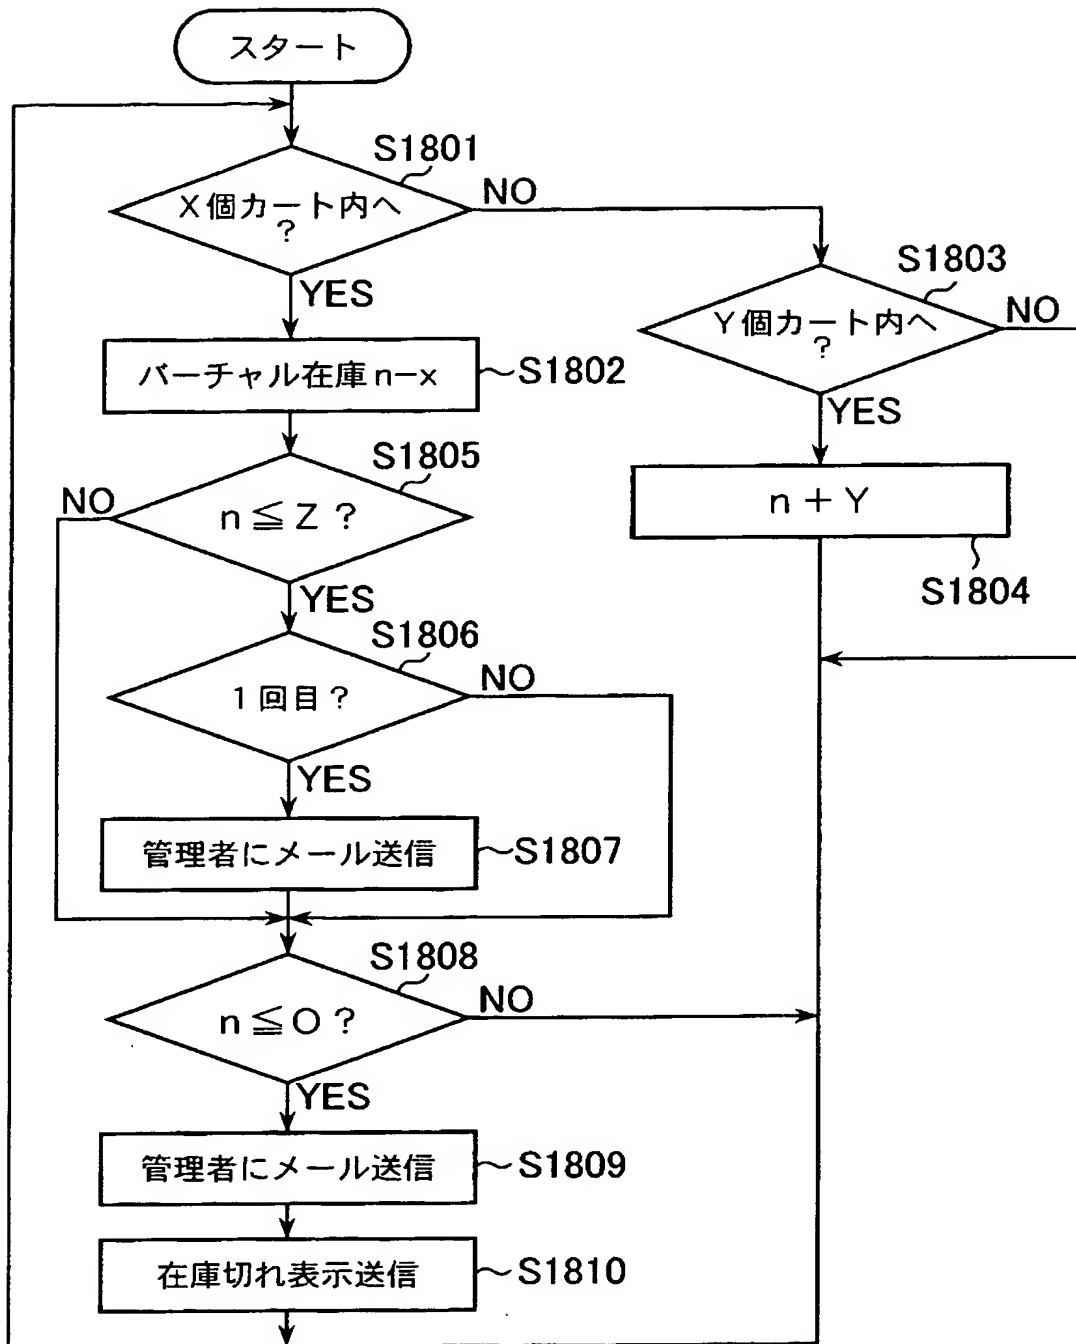 スタート
S1801
X個カート内へ
?
NO
YES
S1803
Y個カート内へ
?
NO
YES
バーチャル在庫n−x
S1802
S1805
n≦Z?
NO
YES
n+Y
S1804
S1806
1回目?
NO
YES
管理者にメール送信
S1807
S1808
n≦O?
NO
YES
管理者にメール送信
S1809
在庫切れ表示送信
S1810